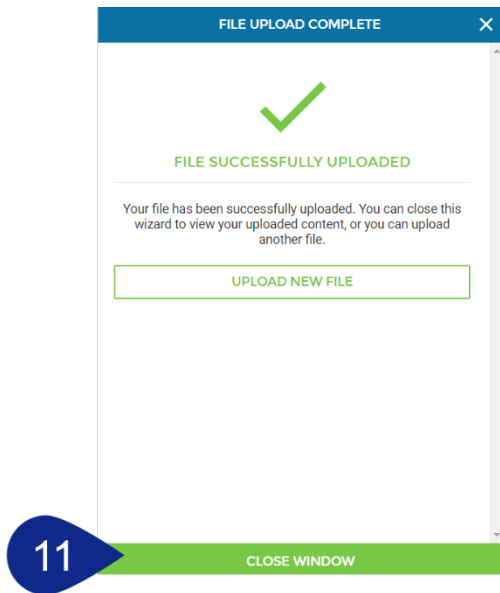 FILE UPLOAD COMPLETE
FILE SUCCESSFULLY UPLOADED
Your file has been successfully uploaded. You can close this
wizard to view your uploaded content, or you can upload
another file.
UPLOAD NEW FILE
11
CLOSE WINDOW